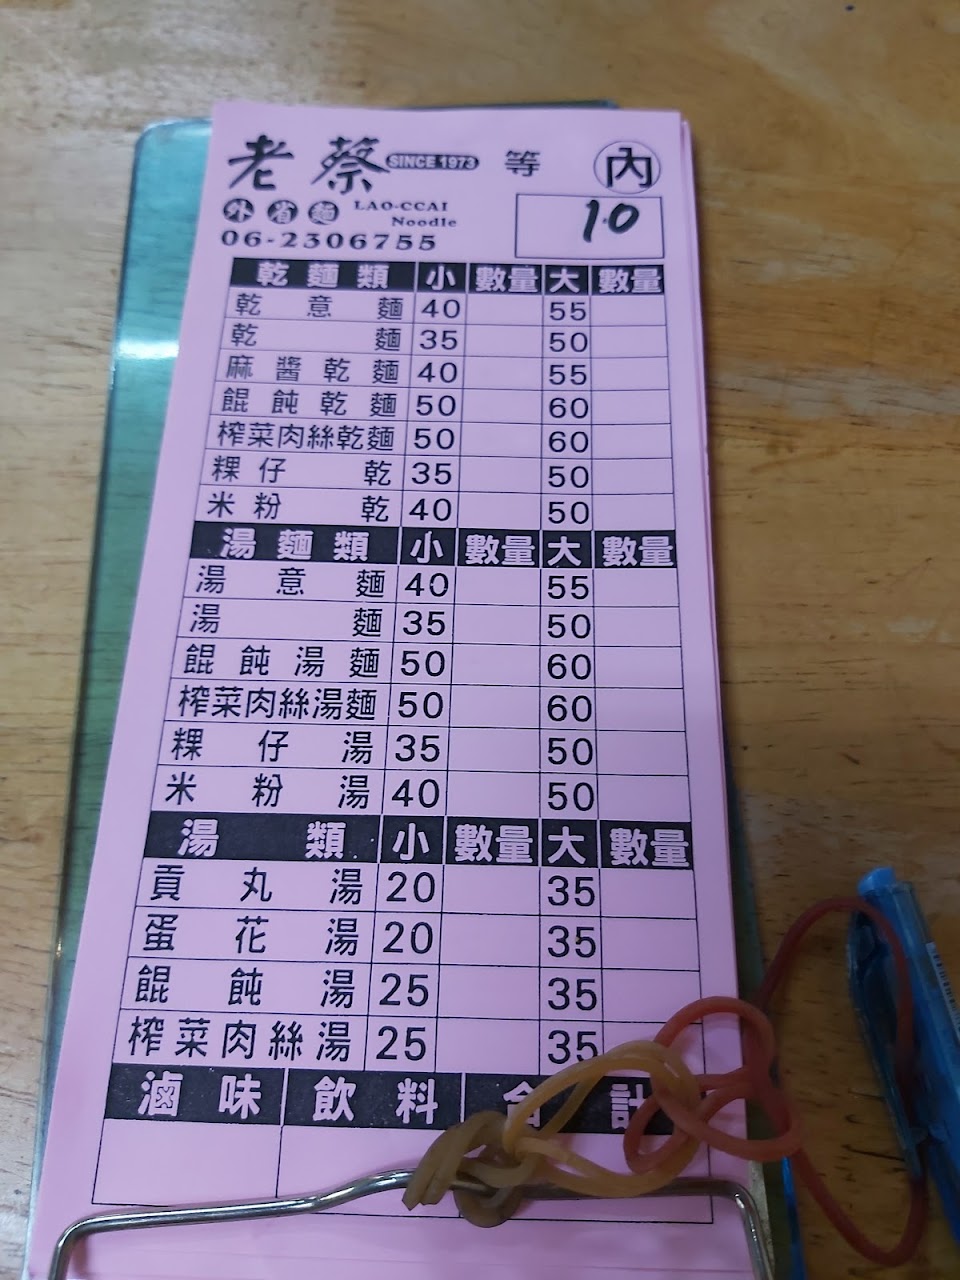 老蔡 SINCE 1973 等 內
外省麵 LAO-CCAI Noodle
06-2306755 10
乾麵類 小 數量 大 數量
乾意麵 40 55
乾麵 35 50
麻醬乾麵 40 55
餛飩乾麵 50 60
榨菜肉絲乾麵 50 60
粿仔乾 35 50
米粉乾 40 50
湯麵類 小 數量 大 數量
湯意麵 40 55
湯麵 35 50
餛飩湯麵 50 60
榨菜肉絲湯麵 50 60
粿仔湯 35 50
米粉湯 40 50
湯類 小 數量 大 數量
貢丸湯 20 35
蛋花湯 20 35
餛飩湯 25 35
榨菜肉絲湯 25 35
滷味 飲料 合計